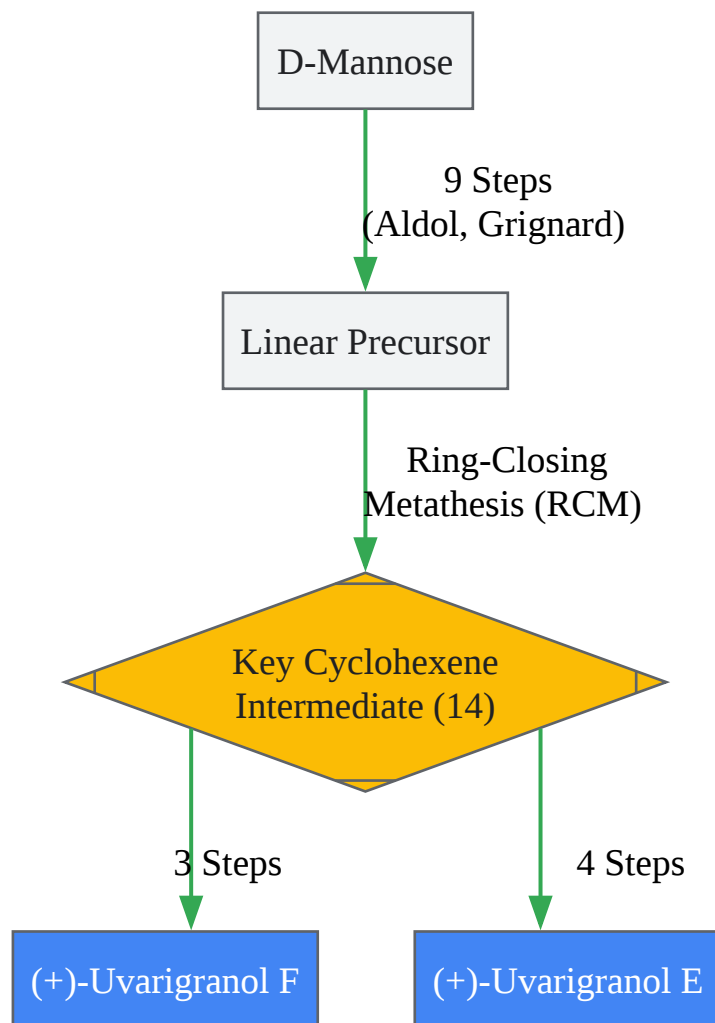 D-Mannose
9 Steps
(Aldol, Grignard)
Linear Precursor
Ring-Closing
Metathesis (RCM)
Key Cyclohexene
Intermediate (14)
3 Steps
4 Steps
(+)-Uvarigranol F
(+)-Uvarigranol E